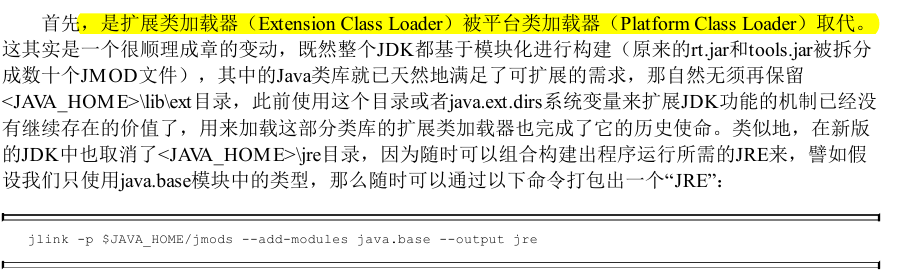 首先，是扩展类加载器（Extension Class Loader）被平台类加载器（Platform Class Loader）取代。
这其实是一个很顺理成章的变动，既然整个JDK都基于模块化进行构建（原来的rt.jar和tools.jar被拆分
成数十个JMOD文件），其中的Java类库就已天然地满足了可扩展的需求，那自然无须再保留
<JAVA_HOME>\lib\ext目录，此前使用这个目录或者java.ext.dirs系统变量来扩展JDK功能的机制已经没
有继续存在的价值了，用来加载这部分类库的扩展类加载器也完成了它的历史使命。类似地，在新版
的JDK中也取消了<JAVA_HOME>\jre目录，因为随时可以组合构建出程序运行所需的JRE来，譬如假
设我们只使用java.base模块中的类型，那么随时可以通过以下命令打包出一个“JRE”：
jlink -p $JAVA_HOME/jmods --add-modules java.base --output jre